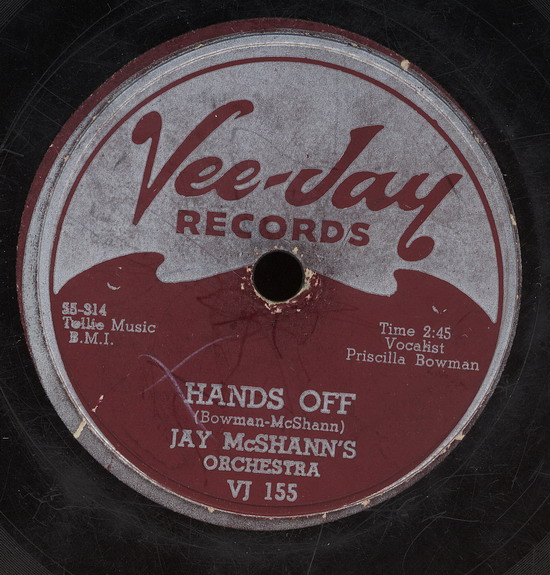 Vee-Jay
RECORDS
55-314
Tollie Music
B.M.I.
Time 2:45
Vocalist
Priscilla Bowman
HANDS OFF
(Bowman-McShann)
JAY McSHANN'S
ORCHESTRA
VJ 155